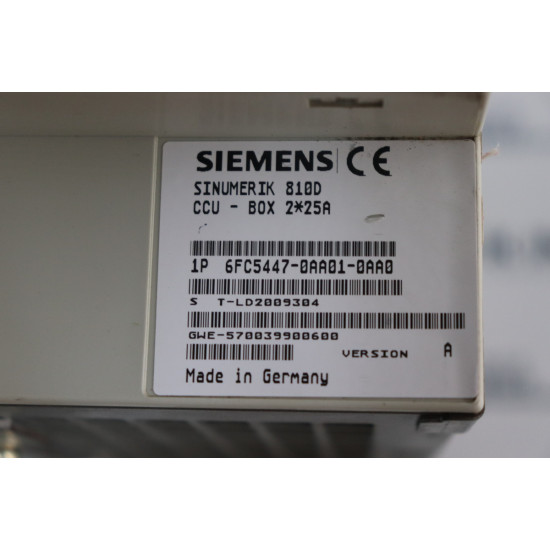 SIEMENS CE
SINUMERIK 810D
CCU - BOX 2*25A
1P 6FC5447-0AA01-0AA0
S T-LD2009304
GWE-570039900600
VERSION A
Made in Germany